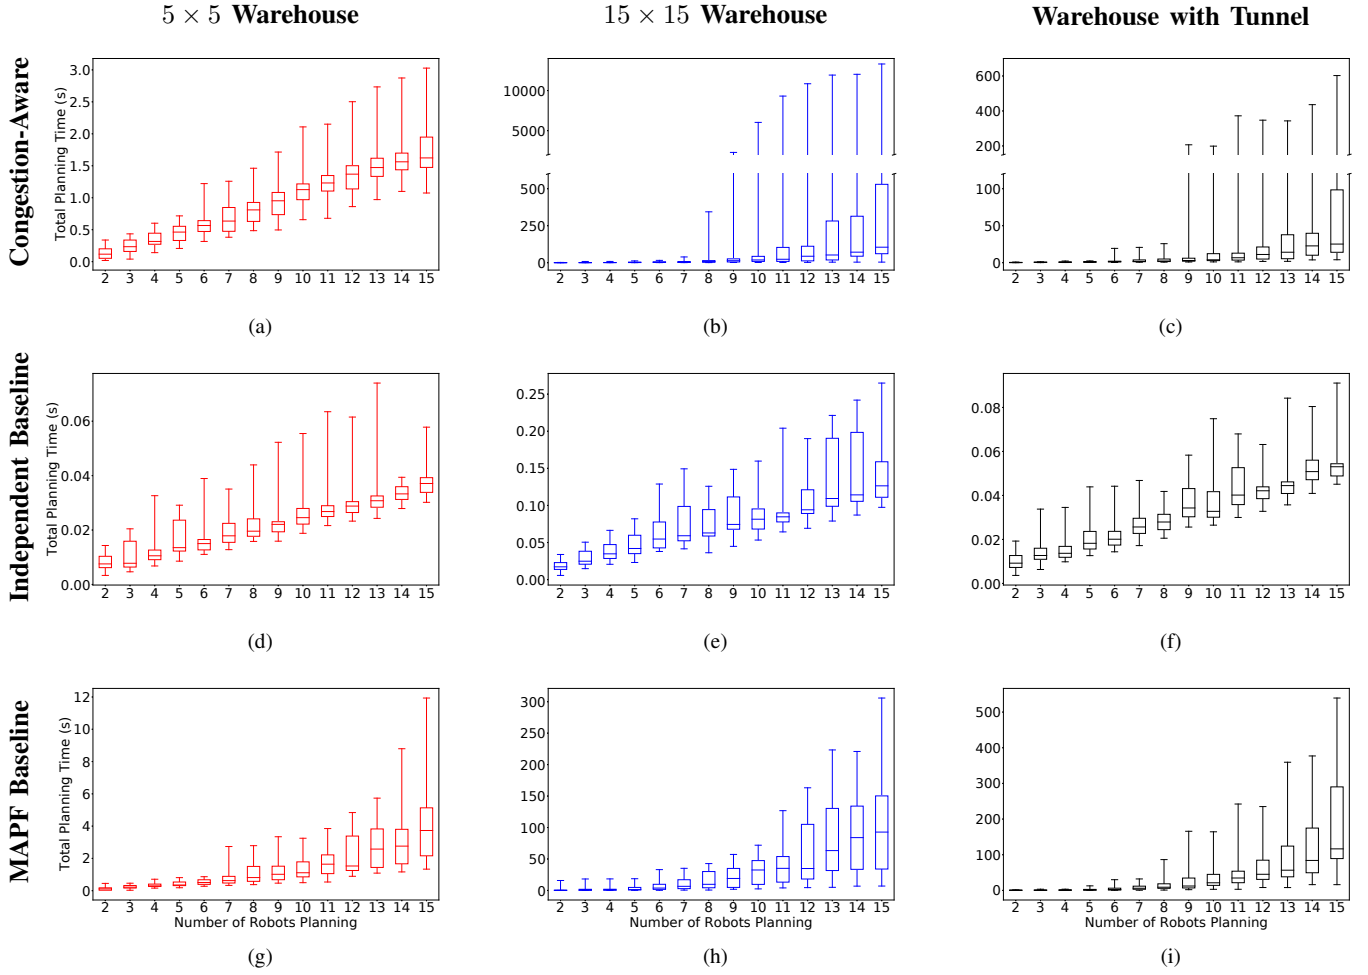 5 × 5 Warehouse
15 × 15 Warehouse
Warehouse with Tunnel
Congestion-Aware
Total Planning Time (s)
3.0
2.5
2.0
1.5
1.0
0.5
0.0
2 3 4 5 6 7 8 9 10 11 12 13 14 15
(a)
10000
5000
500
250
0
2 3 4 5 6 7 8 9 10 11 12 13 14 15
(b)
600
400
200
100
50
0
2 3 4 5 6 7 8 9 10 11 12 13 14 15
(c)
Independent Baseline
Total Planning Time (s)
0.06
0.04
0.02
0.00
2 3 4 5 6 7 8 9 10 11 12 13 14 15
(d)
0.25
0.20
0.15
0.10
0.05
0.00
2 3 4 5 6 7 8 9 10 11 12 13 14 15
(e)
0.08
0.06
0.04
0.02
0.00
2 3 4 5 6 7 8 9 10 11 12 13 14 15
(f)
MAPF Baseline
Total Planning Time (s)
12
10
8
6
4
2
0
2 3 4 5 6 7 8 9 10 11 12 13 14 15
Number of Robots Planning
(g)
300
250
200
150
100
50
0
2 3 4 5 6 7 8 9 10 11 12 13 14 15
Number of Robots Planning
(h)
500
400
300
200
100
0
2 3 4 5 6 7 8 9 10 11 12 13 14 15
Number of Robots Planning
(i)